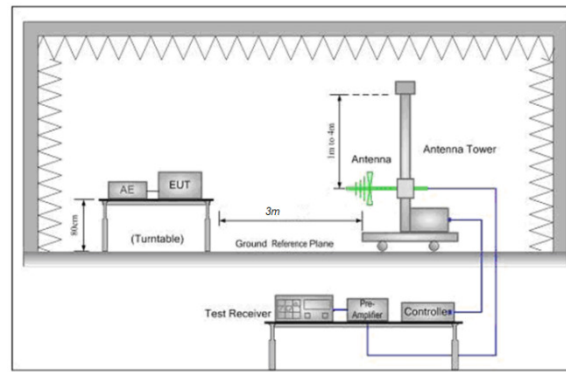 1m to 4m
Antenna
Antenna Tower
AE
EUT
80cm
(Turntable)
3m
Ground Reference Plane
Test Receiver
Pre-
Amplifier
Controller